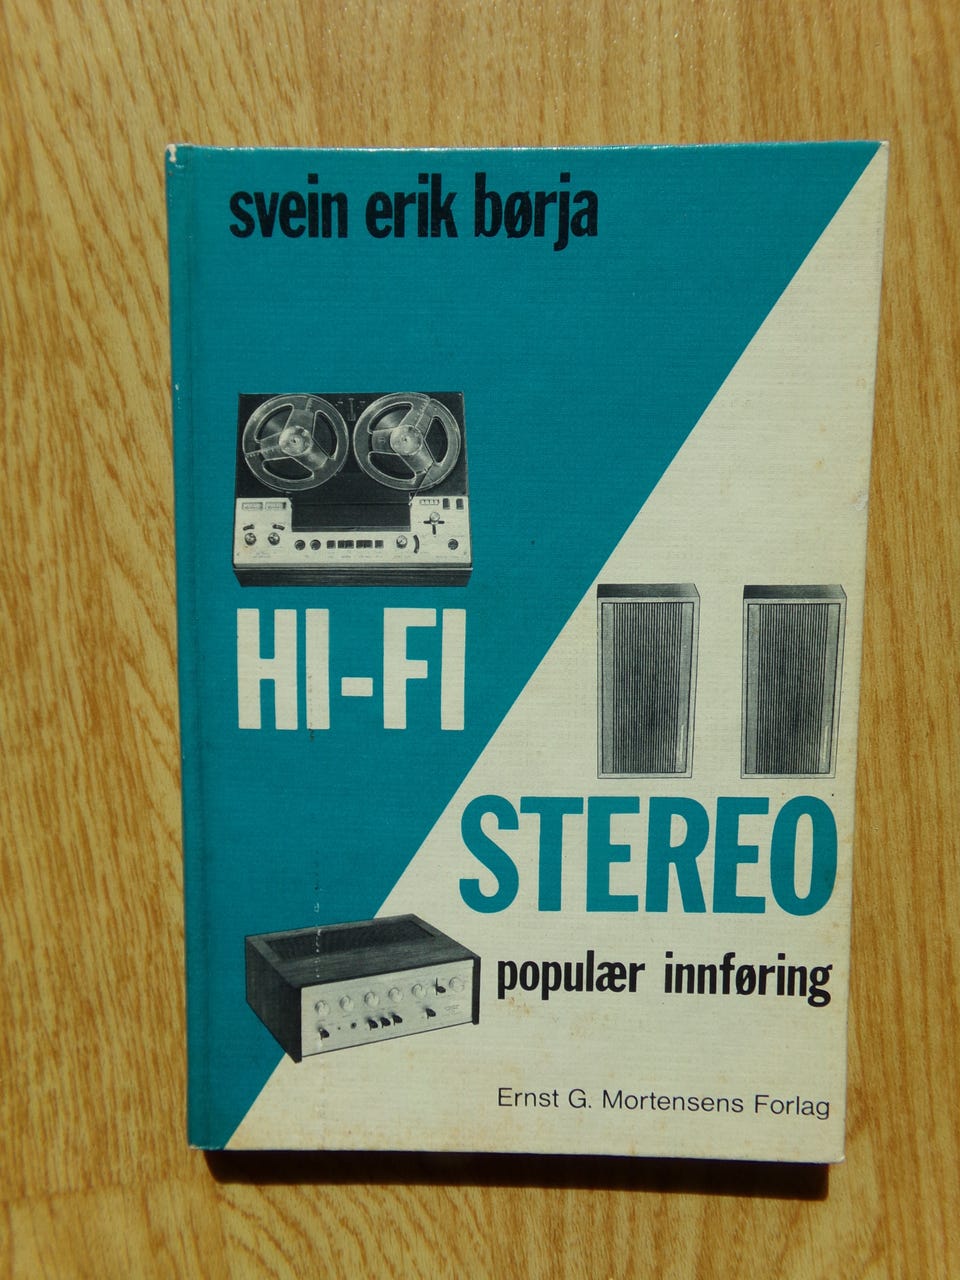 svein erik børja
HI-FI
STEREO
populær innføring
Ernst G. Mortensens Forlag